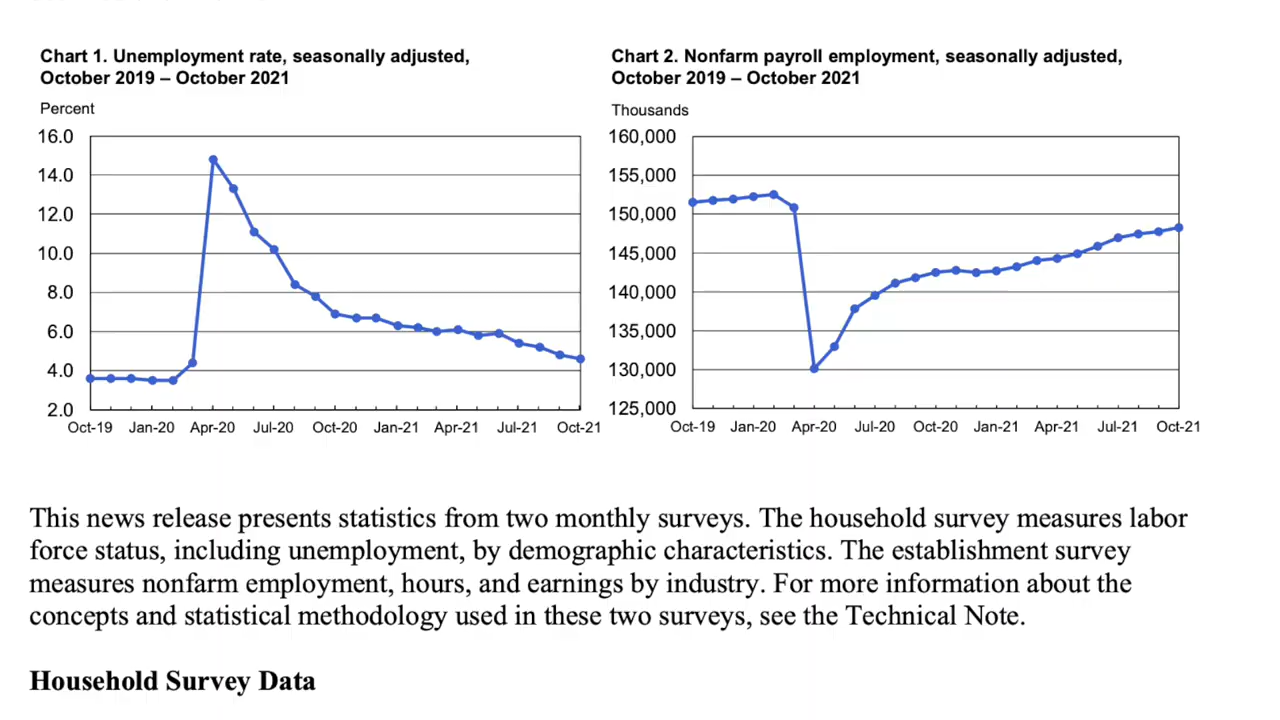 Chart 1. Unemployment rate, seasonally adjusted,
October 2019 – October 2021
Percent
16.0
14.0
12.0
10.0
8.0
6.0
4.0
2.0
Oct-19 Jan-20 Apr-20 Jul-20 Oct-20 Jan-21 Apr-21 Jul-21 Oct-21
Chart 2. Nonfarm payroll employment, seasonally adjusted,
October 2019 – October 2021
Thousands
160,000
155,000
150,000
145,000
140,000
135,000
130,000
125,000
Oct-19 Jan-20 Apr-20 Jul-20 Oct-20 Jan-21 Apr-21 Jul-21 Oct-21
This news release presents statistics from two monthly surveys. The household survey measures labor
force status, including unemployment, by demographic characteristics. The establishment survey
measures nonfarm employment, hours, and earnings by industry. For more information about the
concepts and statistical methodology used in these two surveys, see the Technical Note.
Household Survey Data